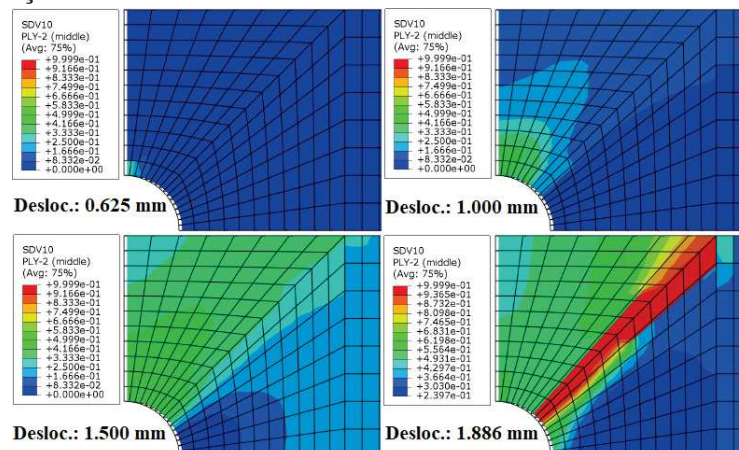 SDV10
PLY-2 (middle)
(Avg: 75%)
+9.999e-01
+9.166e-01
+8.333e-01
+7.499e-01
+6.666e-01
+5.833e-01
+4.999e-01
+4.166e-01
+3.333e-01
+2.500e-01
+1.666e-01
+8.332e-02
+0.000e+00
Desloc.: 0.625 mm
SDV10
PLY-2 (middle)
(Avg: 75%)
+9.999e-01
+9.166e-01
+8.333e-01
+7.499e-01
+6.666e-01
+5.833e-01
+4.999e-01
+4.166e-01
+3.333e-01
+2.500e-01
+1.666e-01
+8.332e-02
+0.000e+00
Desloc.: 1.000 mm
SDV10
PLY-2 (middle)
(Avg: 75%)
+9.999e-01
+9.166e-01
+8.333e-01
+7.499e-01
+6.666e-01
+5.833e-01
+4.999e-01
+4.166e-01
+3.333e-01
+2.500e-01
+1.666e-01
+8.332e-02
+0.000e+00
Desloc.: 1.500 mm
SDV10
PLY-2 (middle)
(Avg: 75%)
+9.999e-01
+9.365e-01
+8.732e-01
+8.098e-01
+7.465e-01
+6.831e-01
+6.198e-01
+5.564e-01
+4.931e-01
+4.297e-01
+3.664e-01
+3.030e-01
+2.397e-01
Desloc.: 1.886 mm